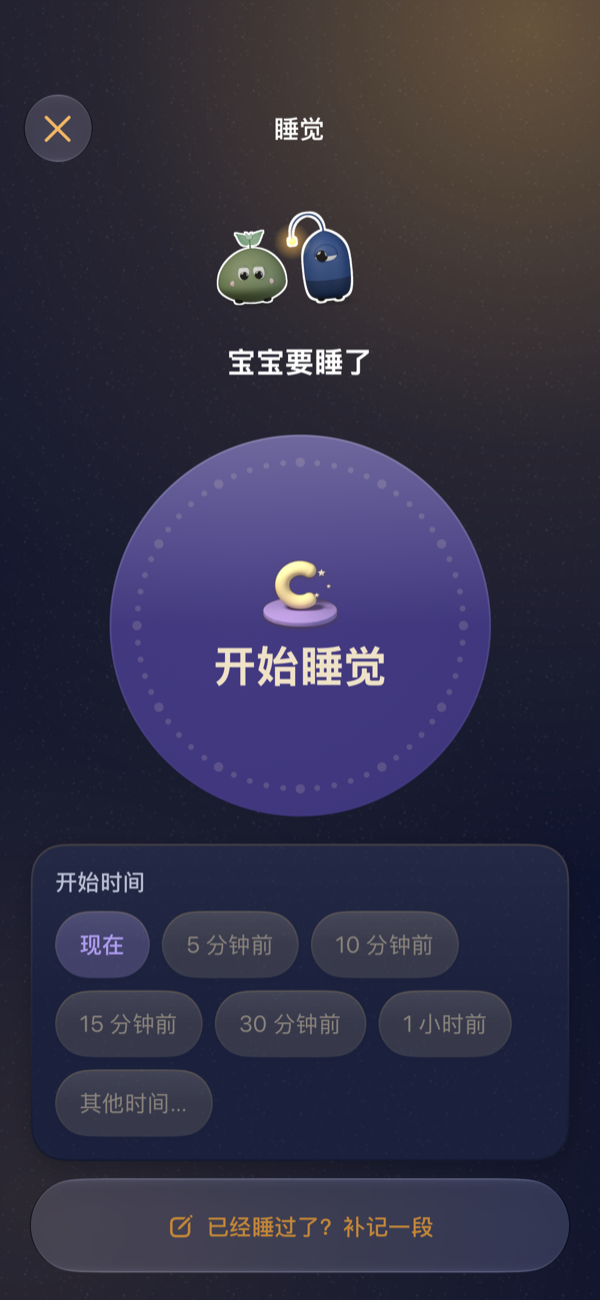 睡觉
宝宝要睡了
开始睡觉
开始时间
现在 5 分钟前 10 分钟前
15 分钟前 30 分钟前 1 小时前
其他时间...
已经睡过了？补记一段